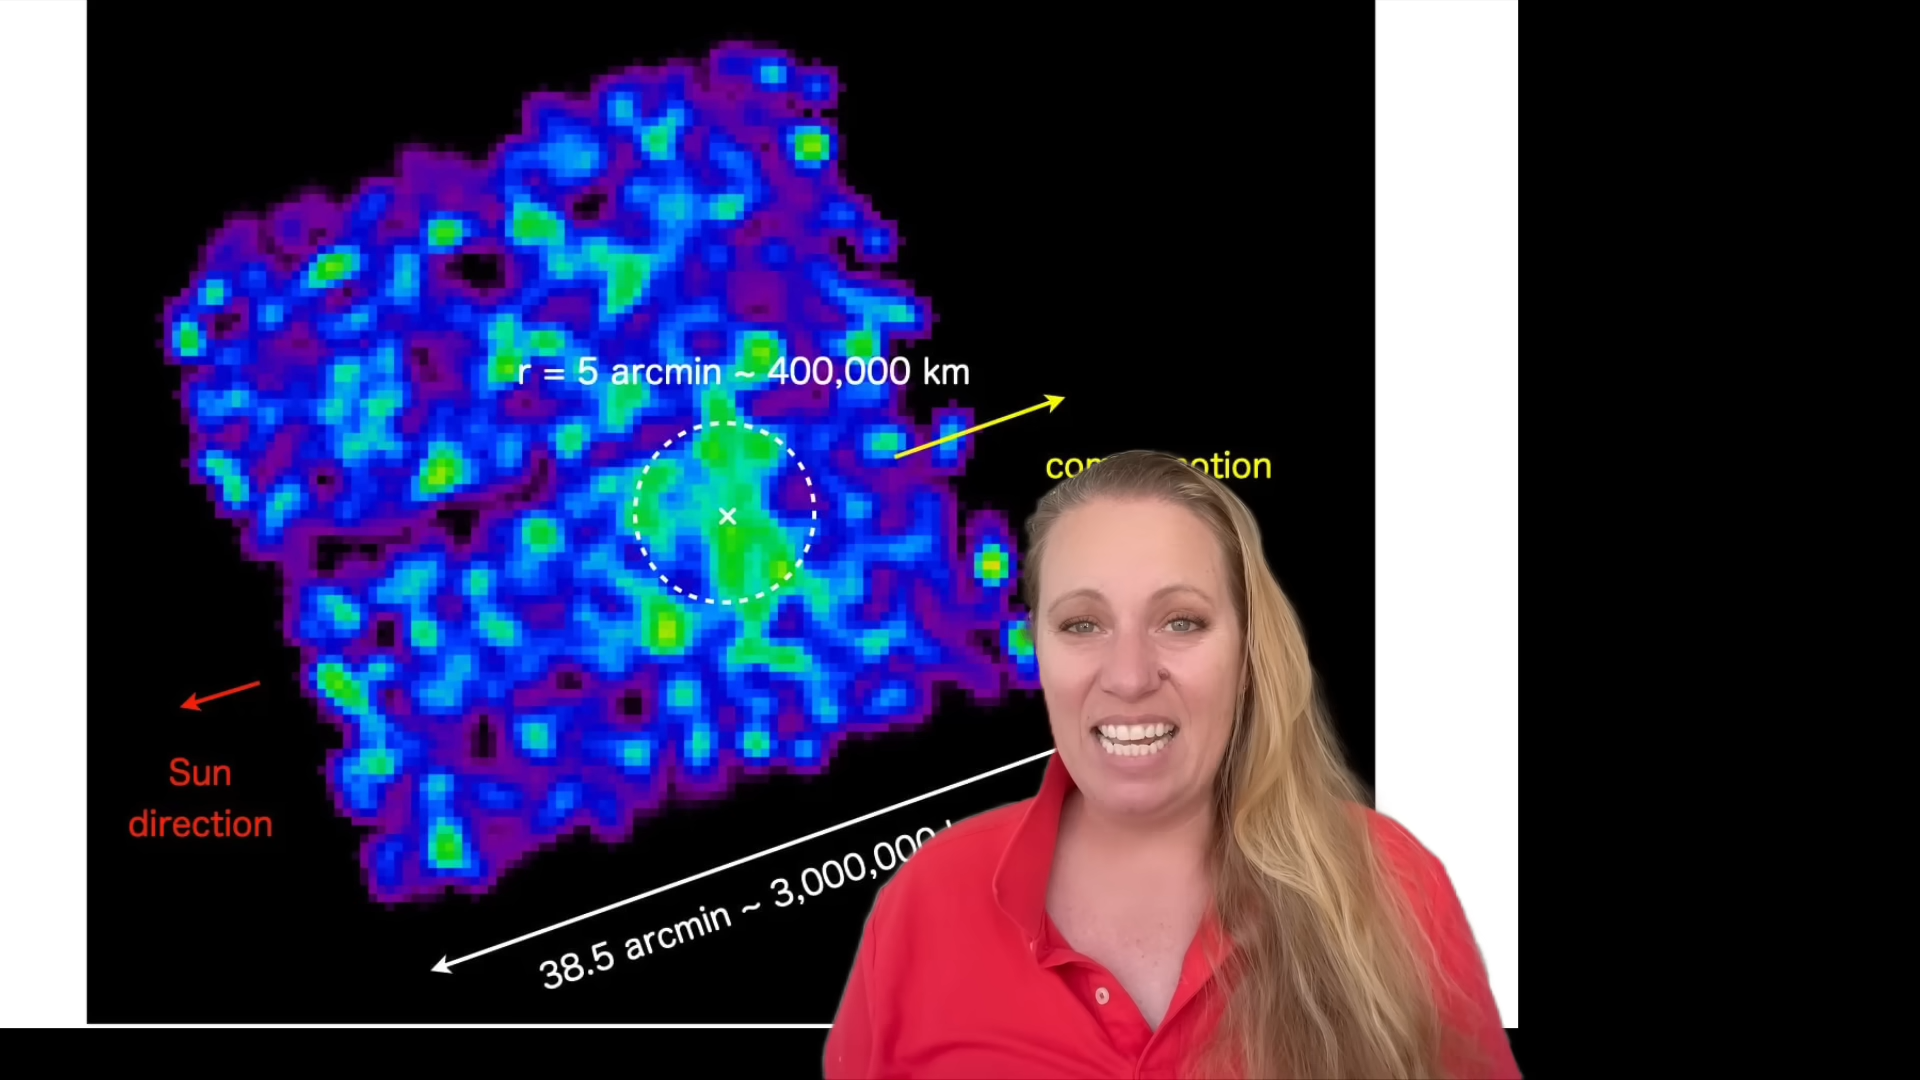 r = 5 arcmin ~ 400,000 km
Sun
direction
38.5 arcmin ~ 3,000,000